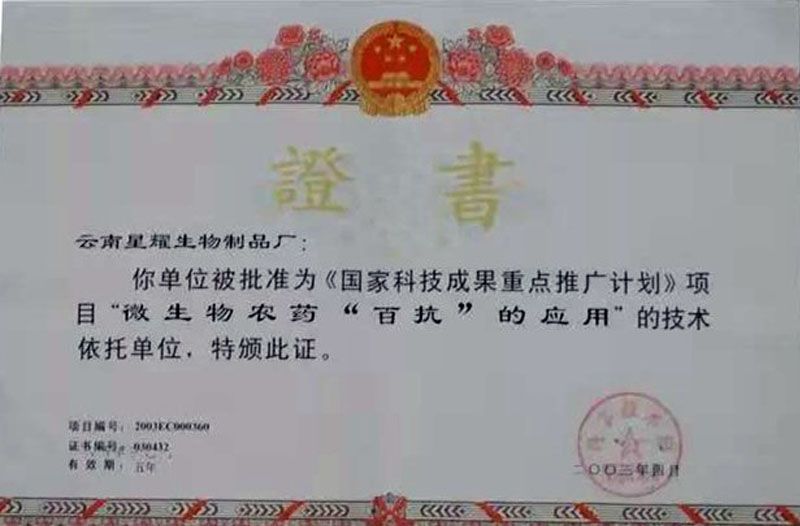 證書
云南星耀生物制品厂：
你单位被批准为《国家科技成果重点推广计划》项
目“微生物农药“百抗”的应用”的技术
依托单位，特颁此证。
项目编号：2003EC000360
证书编号：030432
有效期：五年
二〇〇三年四月